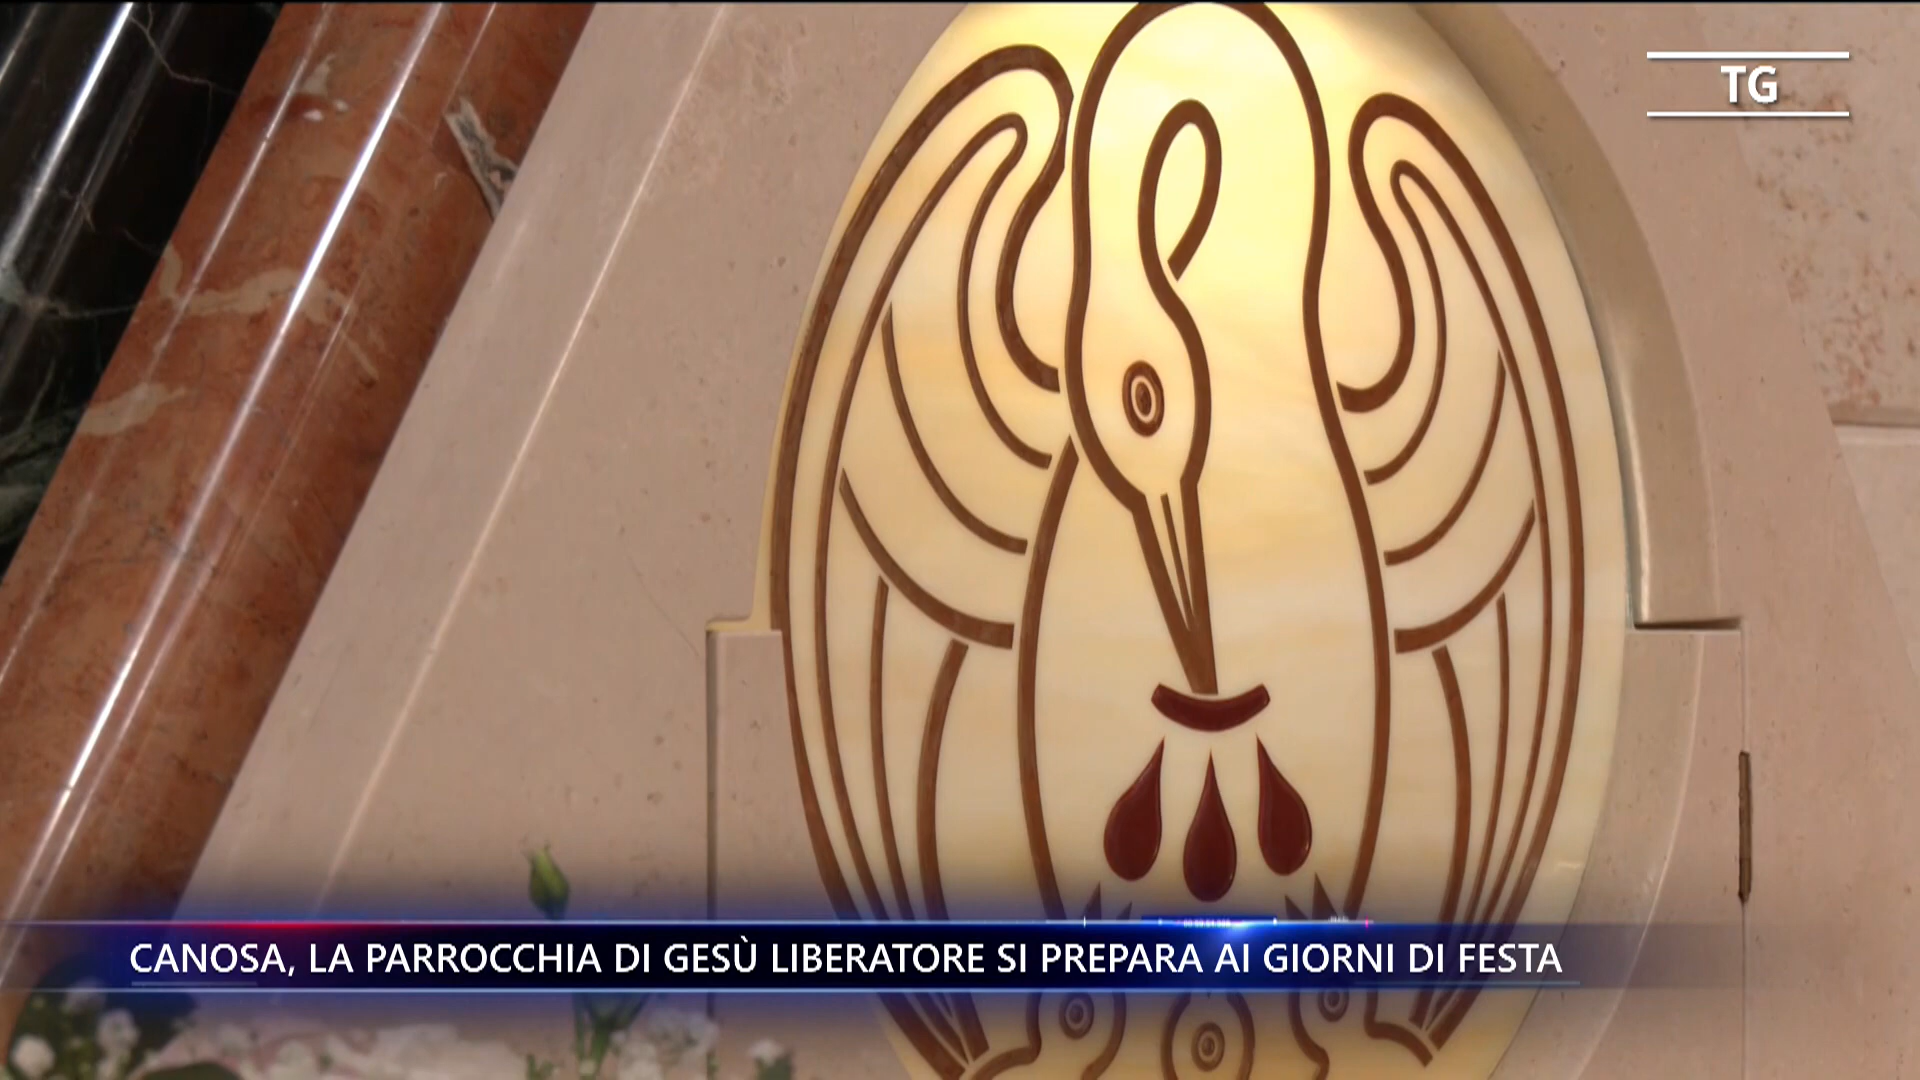 TG
CANOSA, LA PARROCCHIA DI GESÙ LIBERATORE SI PREPARA AI GIORNI DI FESTA